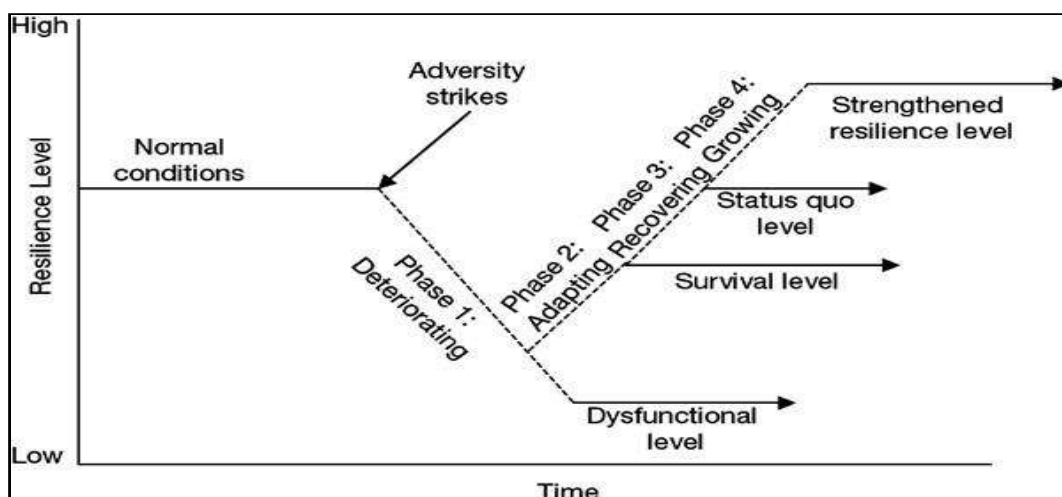 High
Adversity
strikes
Normal
conditions
Resilience Level
Phase 1:
Deteriorating
Phase 2: Phase 3: Phase 4:
Adapting Recovering Growing
Strengthened
resilience level
Status quo
level
Survival level
Dysfunctional
level
Low
Time